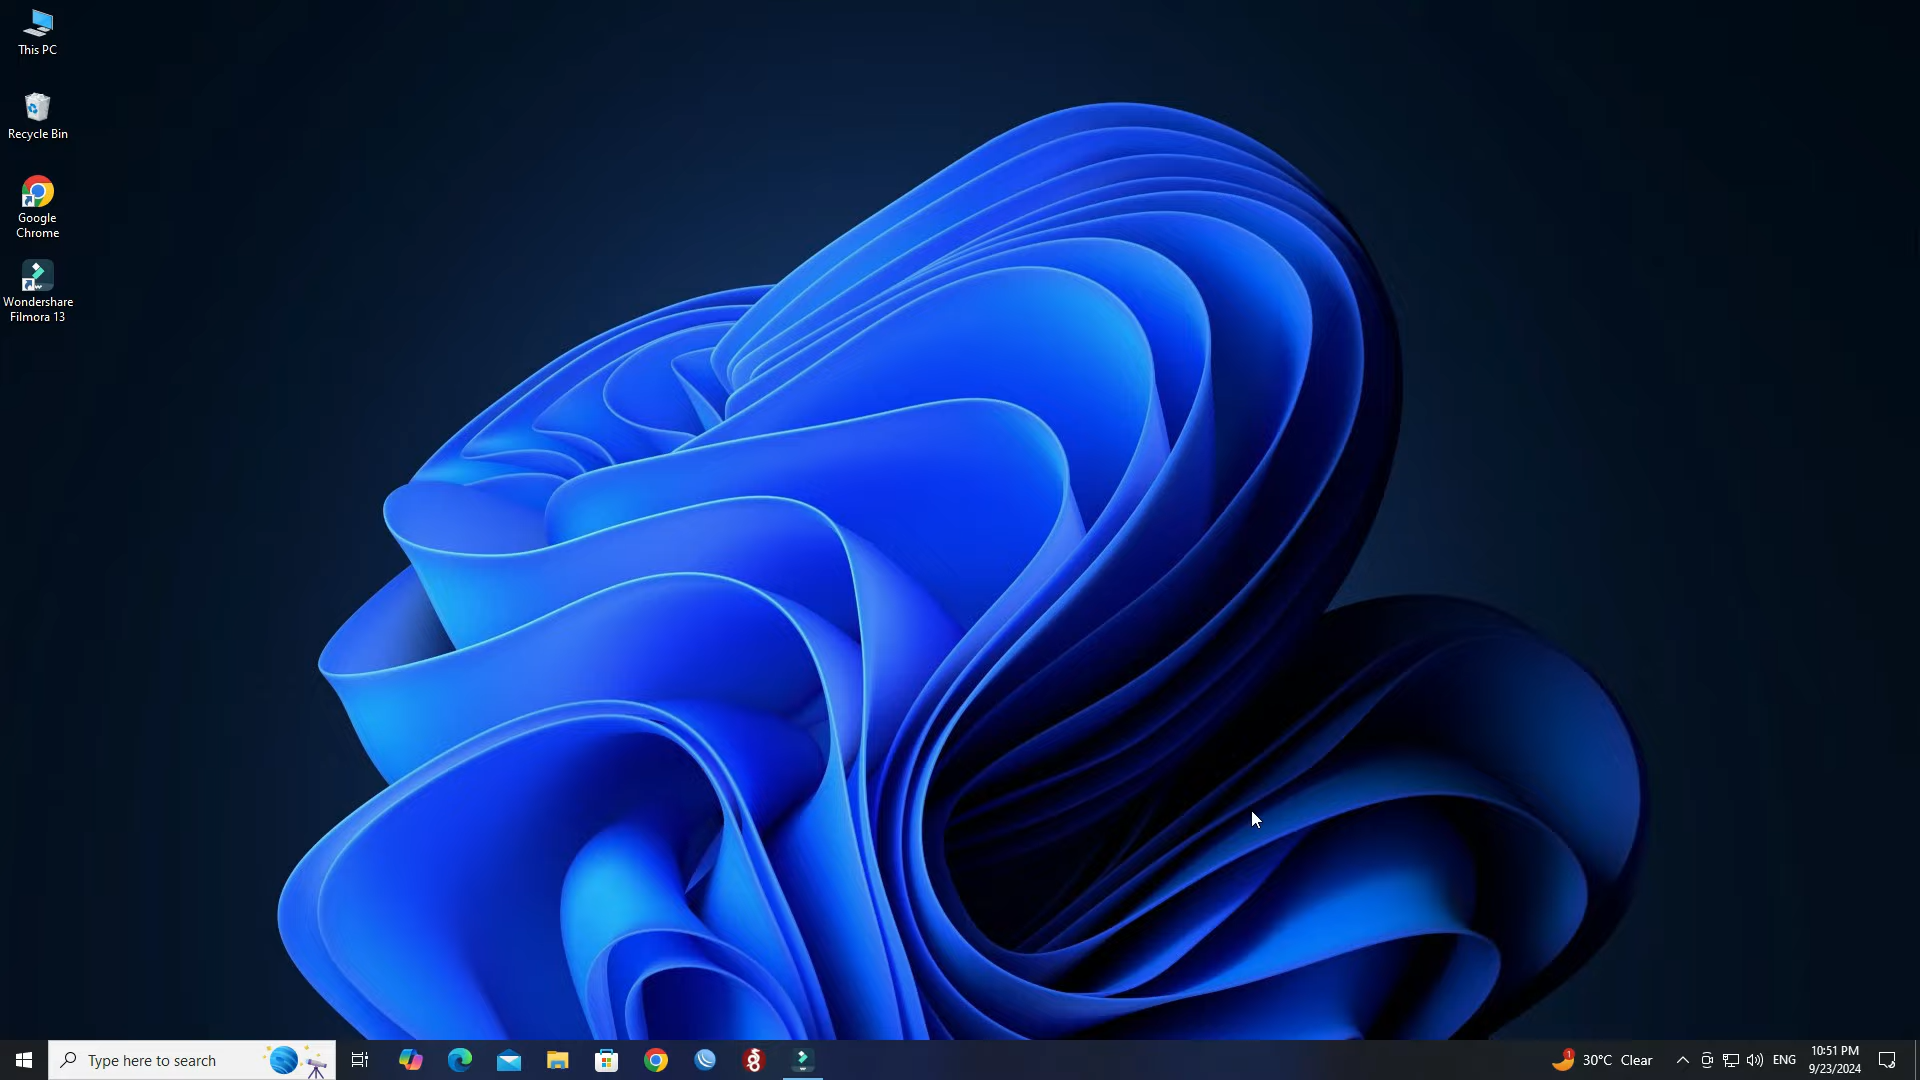 This PC
Recycle Bin
Google
Chrome
Wondershare
Filmora 13
Type here to search
1
30°C Clear
ENG
10:51 PM
9/23/2024